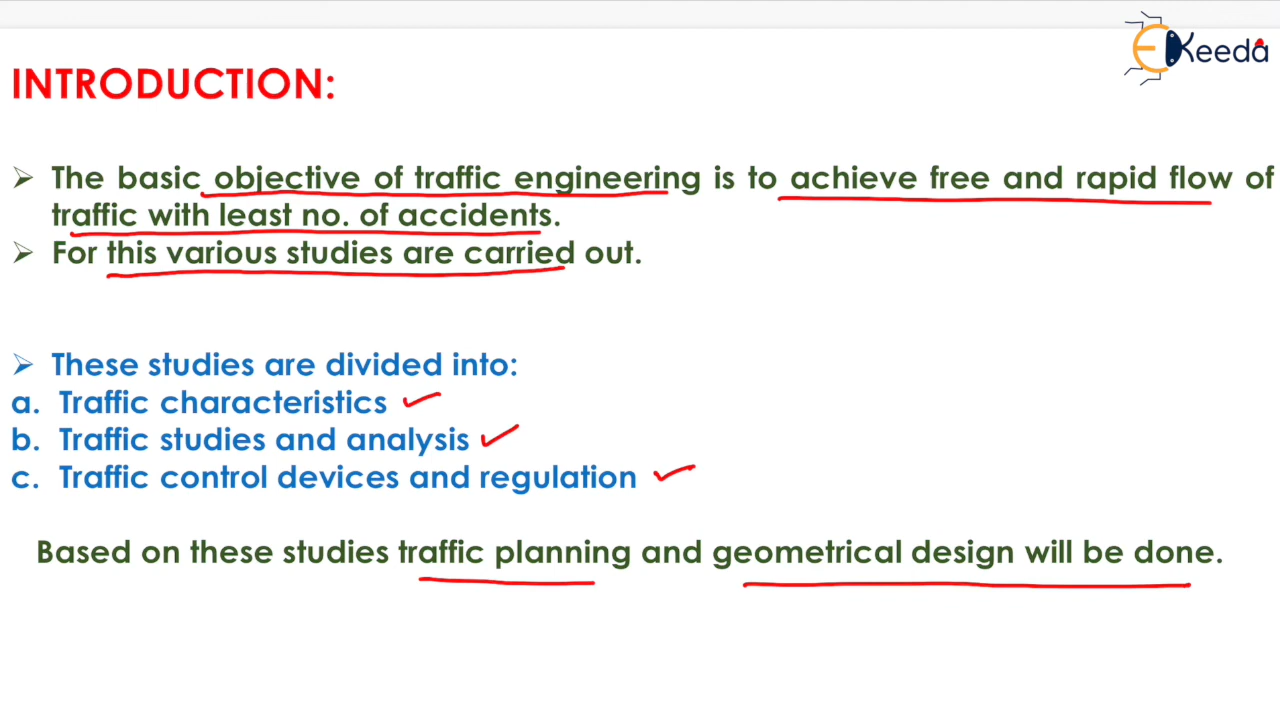 EKeeda
INTRODUCTION:
➢ The basic objective of traffic engineering is to achieve free and rapid flow of
traffic with least no. of accidents.
➢ For this various studies are carried out.
➢ These studies are divided into:
a. Traffic characteristics
b. Traffic studies and analysis
c. Traffic control devices and regulation
Based on these studies traffic planning and geometrical design will be done.